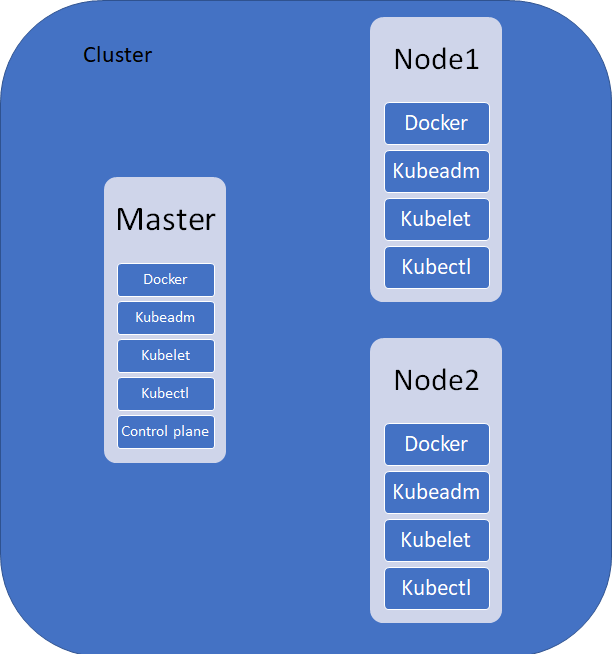 Cluster
Master
Docker
Kubeadm
Kubelet
Kubectl
Control plane
Node1
Docker
Kubeadm
Kubelet
Kubectl
Node2
Docker
Kubeadm
Kubelet
Kubectl